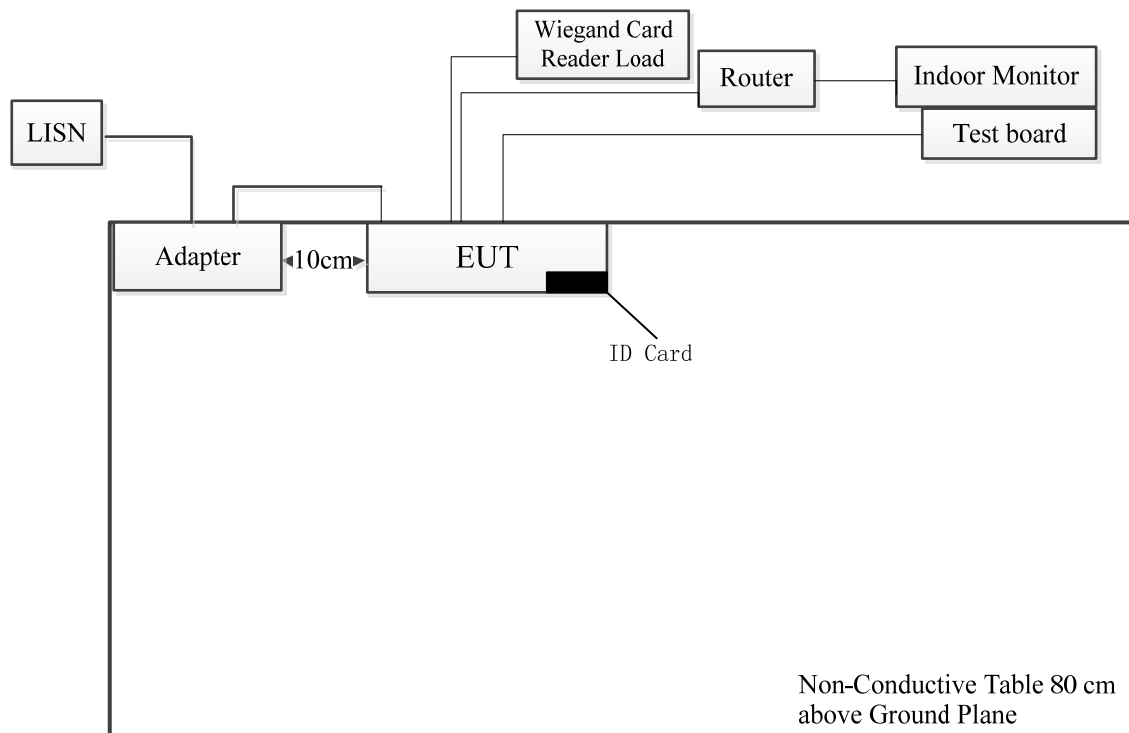 Wiegand Card
Reader Load
Router
Indoor Monitor
LISN
Test board
Adapter
10cm
EUT
ID Card
Non-Conductive Table 80 cm
above Ground Plane